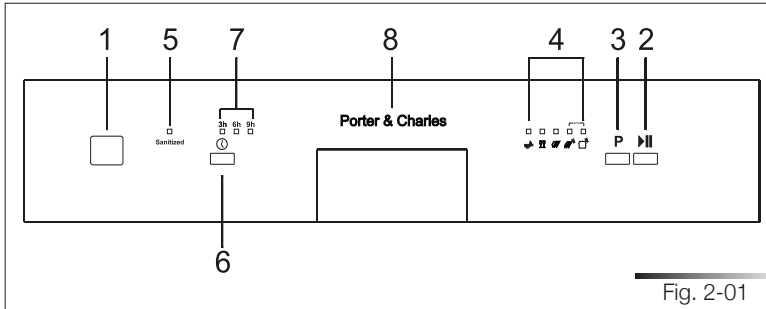 1 5 7 8 4 3 2
3h 6h 9h
Porter & Charles
Sanitized
P
6
Fig. 2-01